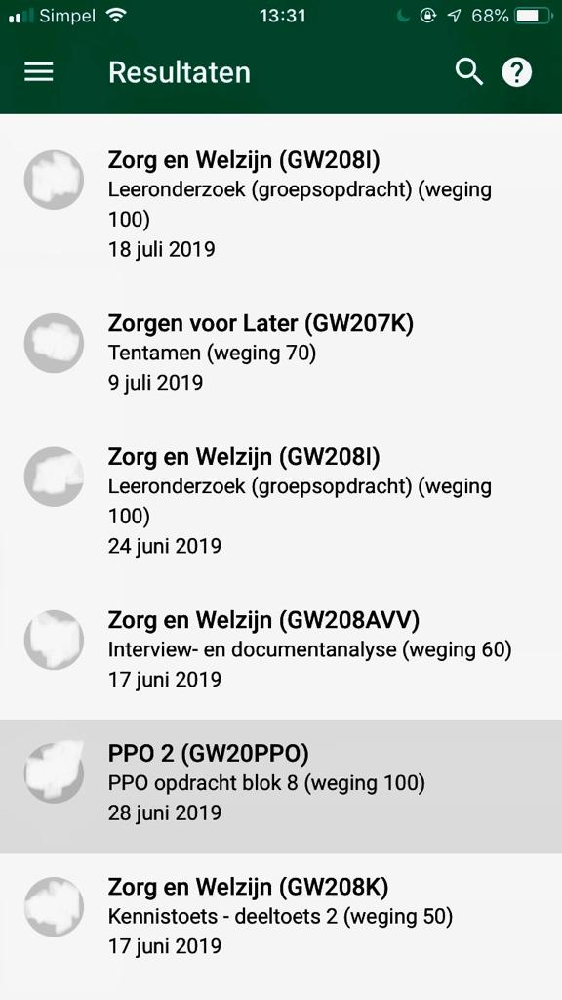 Simpel 13:31 68%
Resultaten
Zorg en Welzijn (GW208I)
Leeronderzoek (groepsopdracht) (weging
100)
18 juli 2019
Zorgen voor Later (GW207K)
Tentamen (weging 70)
9 juli 2019
Zorg en Welzijn (GW208I)
Leeronderzoek (groepsopdracht) (weging
100)
24 juni 2019
Zorg en Welzijn (GW208AVV)
Interview- en documentanalyse (weging 60)
17 juni 2019
PPO 2 (GW20PPO)
PPO opdracht blok 8 (weging 100)
28 juni 2019
Zorg en Welzijn (GW208K)
Kennistoets - deeltoets 2 (weging 50)
17 juni 2019